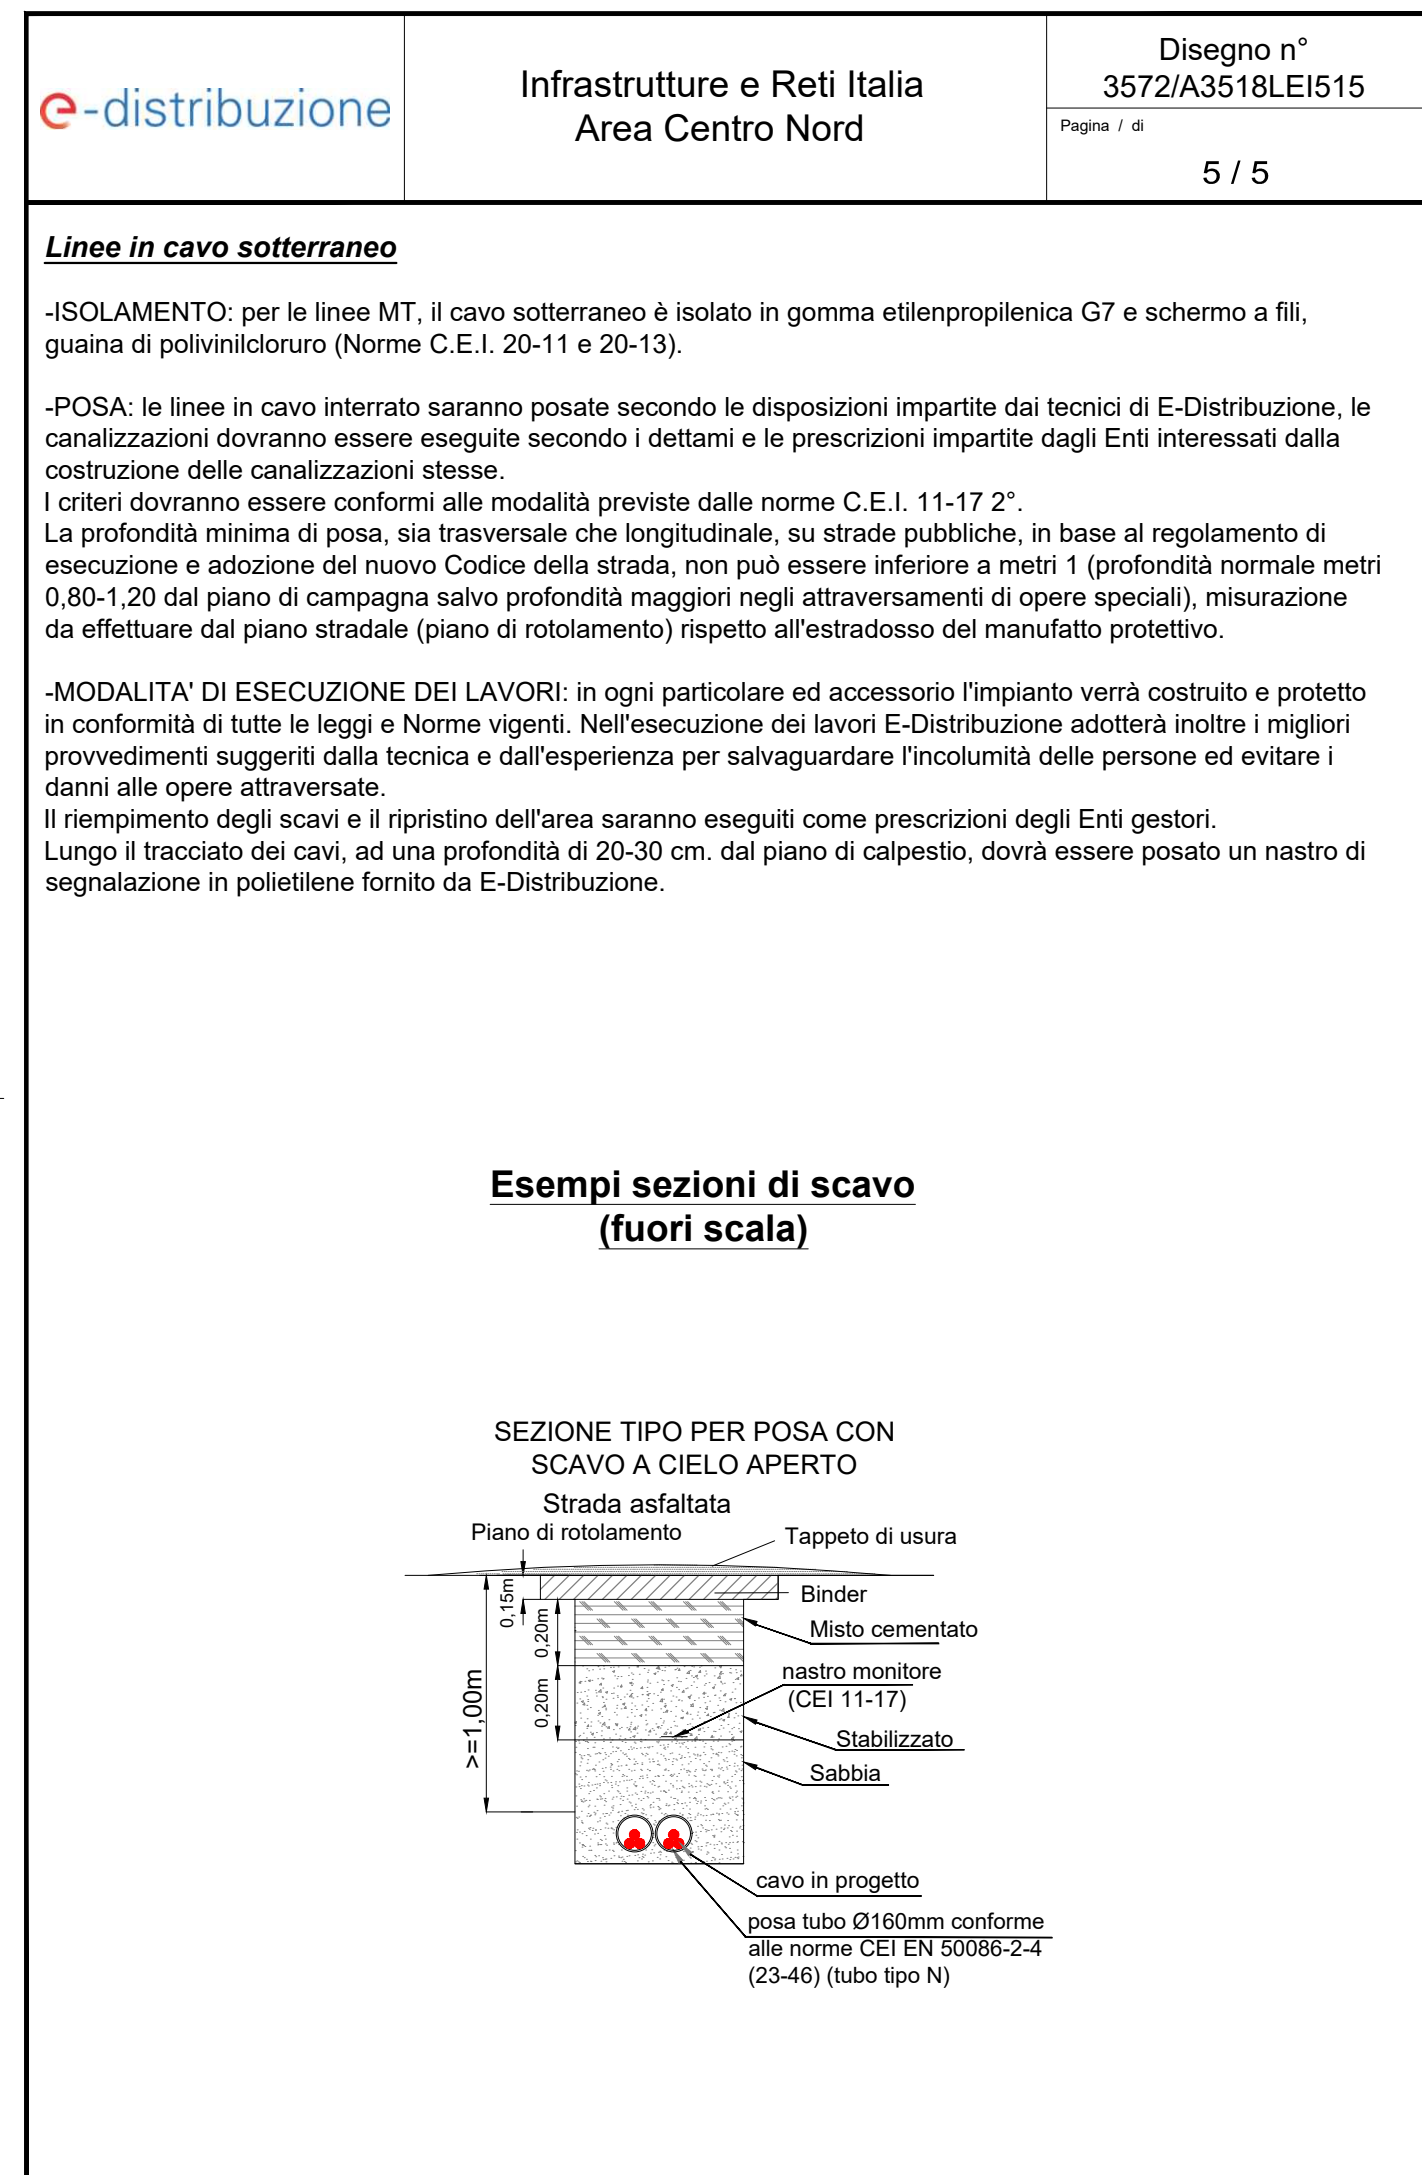 e-distribuzione
Infrastrutture e Reti Italia
Area Centro Nord
Disegno n°
3572/A3518LEI515
Pagina / di
5 / 5
Linee in cavo sotterraneo
-ISOLAMENTO: per le linee MT, il cavo sotterraneo è isolato in gomma etilenpropilenica G7 e schermo a fili,
guaina di polivinilcloruro (Norme C.E.I. 20-11 e 20-13).
-POSA: le linee in cavo interrato saranno posate secondo le disposizioni impartite dai tecnici di E-Distribuzione, le
canalizzazioni dovranno essere eseguite secondo i dettami e le prescrizioni impartite dagli Enti interessati dalla
costruzione delle canalizzazioni stesse.
I criteri dovranno essere conformi alle modalità previste dalle norme C.E.I. 11-17 2°.
La profondità minima di posa, sia trasversale che longitudinale, su strade pubbliche, in base al regolamento di
esecuzione e adozione del nuovo Codice della strada, non può essere inferiore a metri 1 (profondità normale metri
0,80-1,20 dal piano di campagna salvo profondità maggiori negli attraversamenti di opere speciali), misurazione
da effettuare dal piano stradale (piano di rotolamento) rispetto all'estradosso del manufatto protettivo.
-MODALITA' DI ESECUZIONE DEI LAVORI: in ogni particolare ed accessorio l'impianto verrà costruito e protetto
in conformità di tutte le leggi e Norme vigenti. Nell'esecuzione dei lavori E-Distribuzione adotterà inoltre i migliori
provvedimenti suggeriti dalla tecnica e dall'esperienza per salvaguardare l'incolumità delle persone ed evitare i
danni alle opere attraversate.
Il riempimento degli scavi e il ripristino dell'area saranno eseguiti come prescrizioni degli Enti gestori.
Lungo il tracciato dei cavi, ad una profondità di 20-30 cm. dal piano di calpestio, dovrà essere posato un nastro di
segnalazione in polietilene fornito da E-Distribuzione.
Esempi sezioni di scavo
(fuori scala)
SEZIONE TIPO PER POSA CON
SCAVO A CIELO APERTO
Strada asfaltata
Piano di rotolamento
Tappeto di usura
0,15m
Binder
0,20m
Misto cementato
nastro monitore
(CEI 11-17)
0,20m
>=1,00m
Stabilizzato
Sabbia
cavo in progetto
posa tubo Ø160mm conforme
alle norme CEI EN 50086-2-4
(23-46) (tubo tipo N)